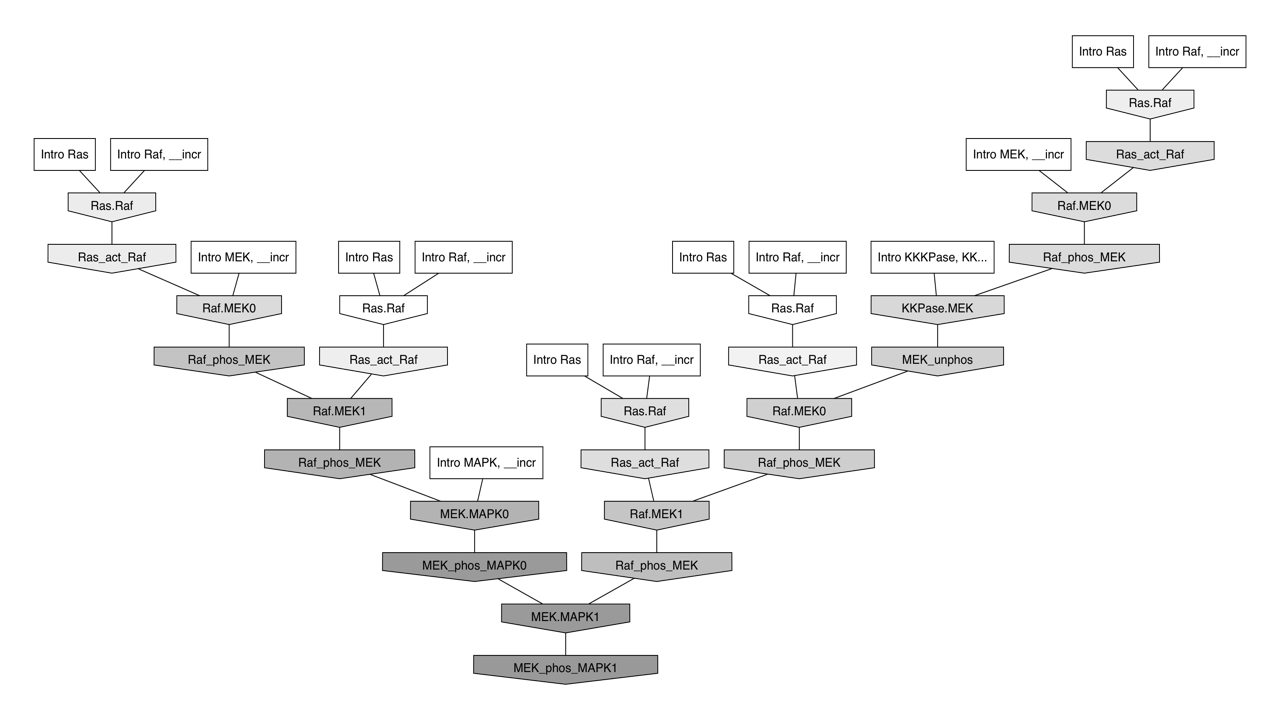 Intro Ras
Intro Raf, __incr
Ras.Raf
Intro Ras
Intro Raf, __incr
Intro MEK, __incr
Ras_act_Raf
Ras.Raf
Raf.MEK0
Ras_act_Raf
Intro MEK, __incr
Intro Ras
Intro Raf, __incr
Intro Ras
Intro Raf, __incr
Intro KKKPase, KK...
Raf_phos_MEK
Raf.MEK0
Ras.Raf
Ras.Raf
KKPase.MEK
Raf_phos_MEK
Ras_act_Raf
Intro Ras
Intro Raf, __incr
Ras_act_Raf
MEK_unphos
Raf.MEK1
Ras.Raf
Raf.MEK0
Raf_phos_MEK
Intro MAPK, __incr
Ras_act_Raf
Raf_phos_MEK
MEK.MAPK0
Raf.MEK1
MEK_phos_MAPK0
Raf_phos_MEK
MEK.MAPK1
MEK_phos_MAPK1